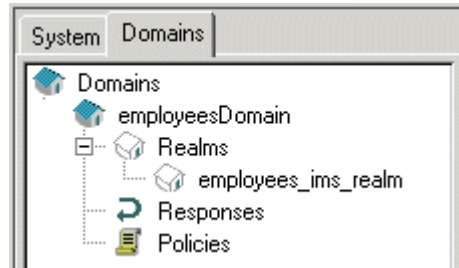 System Domains
Domains
employeesDomain
Realms
employees_ims_realm
Responses
Policies